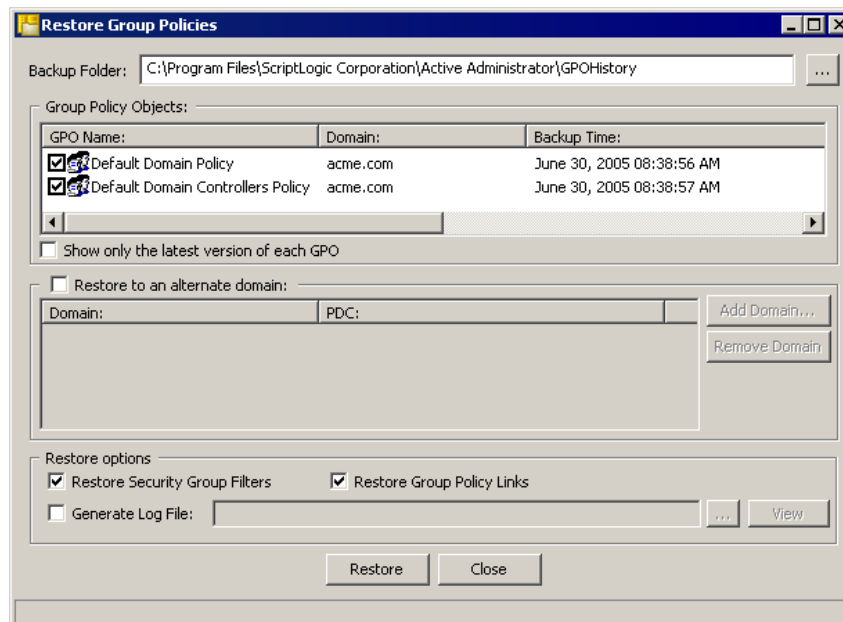 Restore Group Policies
Backup Folder: C:\Program Files\ScriptLogic Corporation\Active Administrator\GPOHistory ...
Group Policy Objects:
GPO Name: Domain: Backup Time:
Default Domain Policy acme.com June 30, 2005 08:38:56 AM
Default Domain Controllers Policy acme.com June 30, 2005 08:38:57 AM
Show only the latest version of each GPO
Restore to an alternate domain:
Domain: PDC: Add Domain...
Remove Domain
Restore options
Restore Security Group Filters Restore Group Policy Links
Generate Log File: ... View
Restore Close